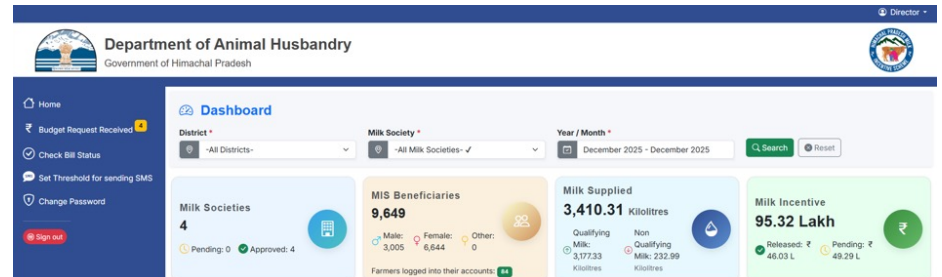 Director
Department of Animal Husbandry
Government of Himachal Pradesh
Home
Budget Request Received 4
Check Bill Status
Set Threshold for sending SMS
Change Password
Sign out
Dashboard
District *
-All Districts-
Milk Society *
-All Milk Societies- ✓
Year / Month *
December 2025 - December 2025
Search
Reset
Milk Societies
4
Pending: 0 Approved: 4
MIS Beneficiaries
9,649
Male: 3,005
Female: 6,644
Other: 0
Farmers logged into their accounts: 64
Milk Supplied
3,410.31 Kilolitres
Qualifying
Milk:
3,177.33
Kilolitres
Non
Qualifying
Milk: 232.99
Kilolitres
Milk Incentive
95.32 Lakh
Released: ₹
46.03 L
Pending: ₹
49.29 L
₹